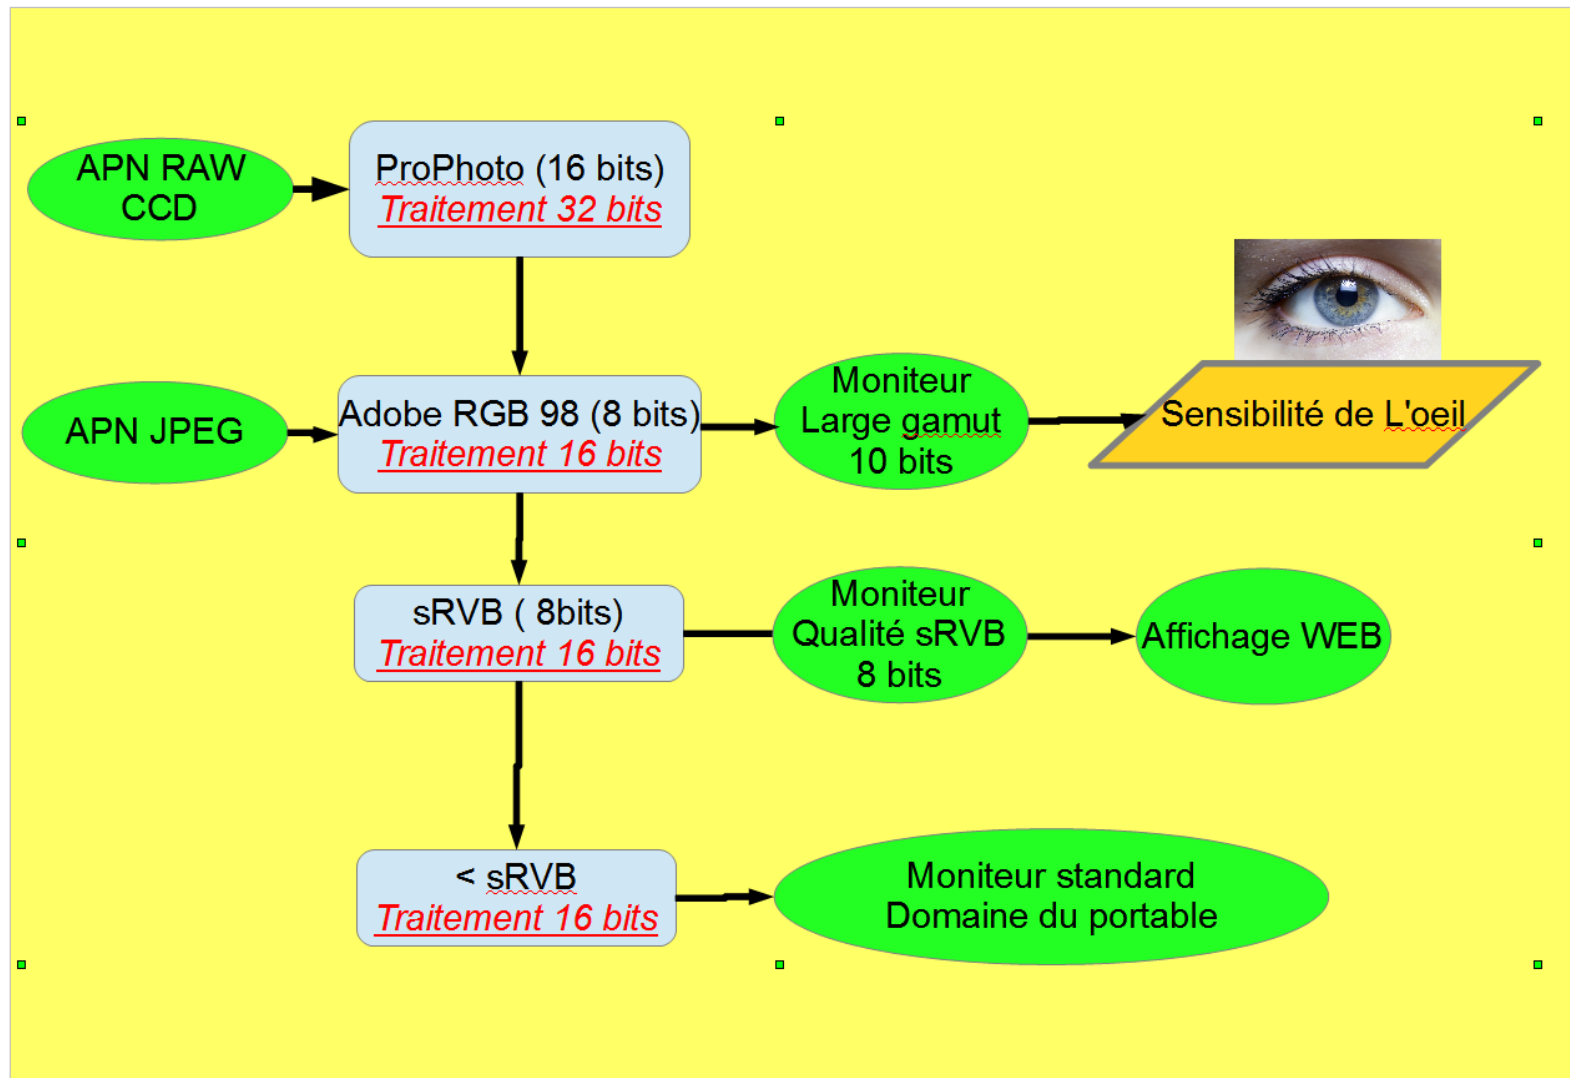 APN RAW
CCD
ProPhoto (16 bits)
Traitement 32 bits
APN JPEG
Adobe RGB 98 (8 bits)
Traitement 16 bits
Moniteur
Large gamut
10 bits
Sensibilité de L'oeil
sRVB ( 8bits)
Traitement 16 bits
Moniteur
Qualité sRVB
8 bits
Affichage WEB
< sRVB
Traitement 16 bits
Moniteur standard
Domaine du portable